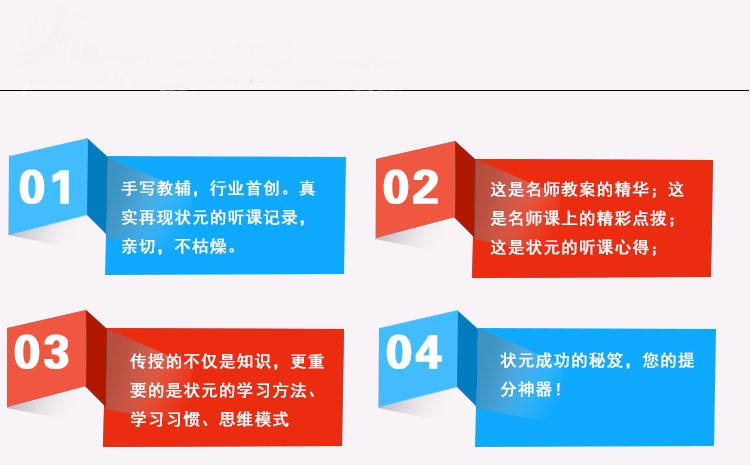 01
手写教辅，行业首创。真
实再现状元的听课记录，
亲切，不枯燥。
02
这是名师教案的精华；这
是名师课上的精彩点拨；
这是状元的听课心得；
03
传授的不仅是知识，更重
要的是状元的学习方法、
学习习惯、思维模式
04
状元成功的秘笈，您的提
分神器！